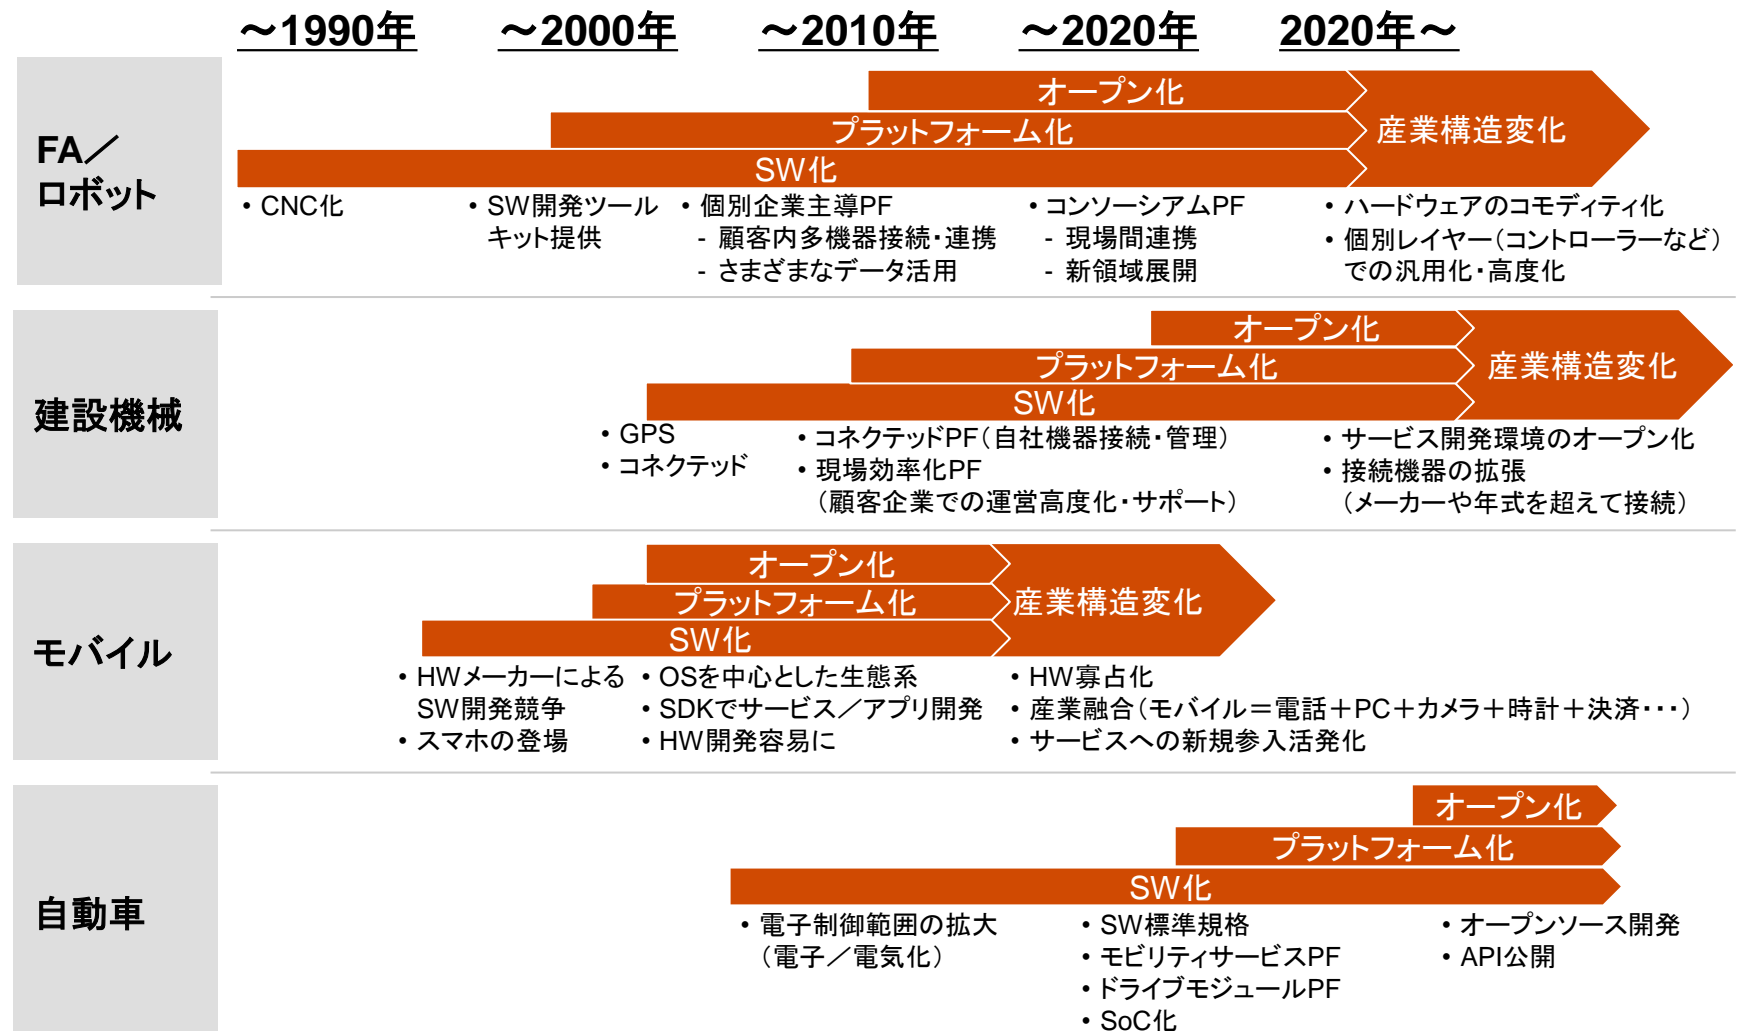 ～1990年 ～2000年 ～2010年 ～2020年 2020年～
FA／
ロボット
オープン化
プラットフォーム化
SW化
産業構造変化
・CNC化
・SW開発ツール
キット提供
・個別企業主導PF
- 顧客内多機器接続・連携
- さまざまなデータ活用
・コンソーシアムPF
- 現場間連携
- 新領域展開
・ハードウェアのコモディティ化
・個別レイヤー（コントローラーなど）
での汎用化・高度化
建設機械
オープン化
プラットフォーム化
SW化
産業構造変化
・GPS
・コネクテッド
・コネクテッドPF（自社機器接続・管理）
・現場効率化PF
（顧客企業での運営高度化・サポート）
・サービス開発環境のオープン化
・接続機器の拡張
（メーカーや年式を超えて接続）
モバイル
オープン化
プラットフォーム化
SW化
産業構造変化
・HWメーカーによる
SW開発競争
・スマホの登場
・OSを中心とした生態系
・SDKでサービス／アプリ開発
・HW開発容易に
・HW寡占化
・産業融合（モバイル＝電話＋PC＋カメラ＋時計＋決済・・・）
・サービスへの新規参入活発化
自動車
オープン化
プラットフォーム化
SW化
・電子制御範囲の拡大
（電子／電気化）
・SW標準規格
・モビリティサービスPF
・ドライブモジュールPF
・SoC化
・オープンソース開発
・API公開